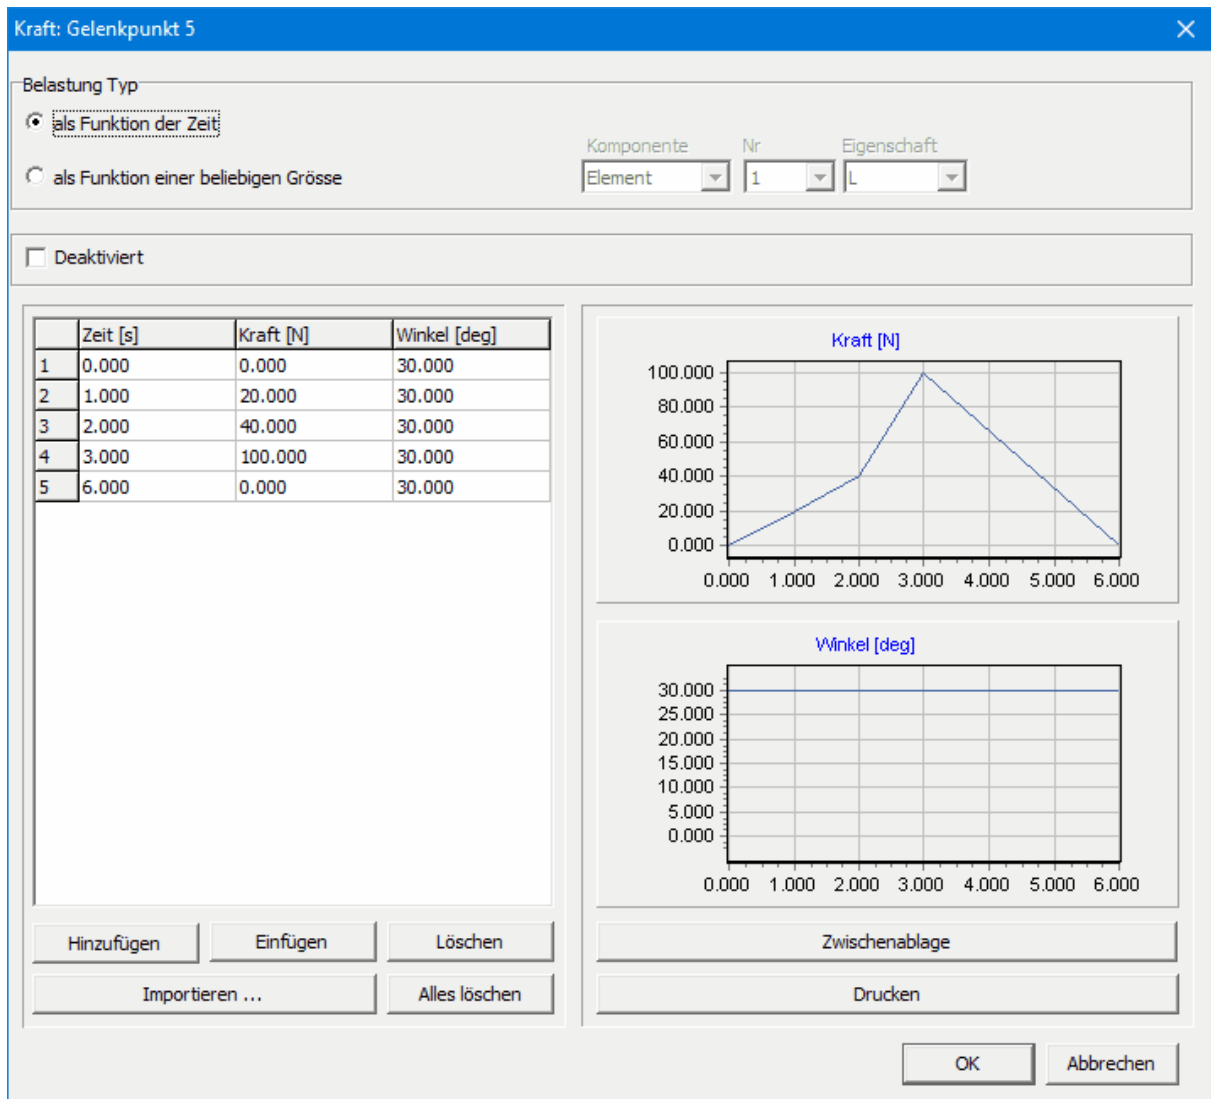 Kraft: Gelenkpunkt 5
Belastung Typ
als Funktion der Zeit
Komponente Nr Eigenschaft
als Funktion einer beliebigen Grösse Element 1 L
Deaktiviert
Zeit [s] Kraft [N] Winkel [deg]
1 0.000 0.000 30.000
2 1.000 20.000 30.000
3 2.000 40.000 30.000
4 3.000 100.000 30.000
5 6.000 0.000 30.000
Hinzufügen Einfügen Löschen
Importieren ... Alles löschen
Kraft [N]
100.000
80.000
60.000
40.000
20.000
0.000
0.000 1.000 2.000 3.000 4.000 5.000 6.000
Winkel [deg]
30.000
25.000
20.000
15.000
10.000
5.000
0.000
0.000 1.000 2.000 3.000 4.000 5.000 6.000
Zwischenablage
Drucken
OK Abbrechen